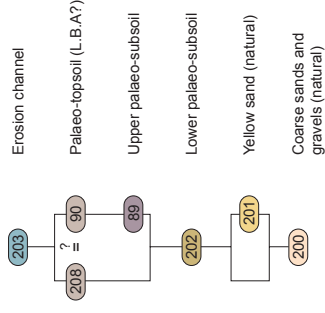 203
Erosion channel
208
? =
90
Palaeo-topsoil (L.B.A?)
89
Upper palaeo-subsoil
202
Lower palaeo-subsoil
201
Yellow sand (natural)
200
Coarse sands and
gravels (natural)